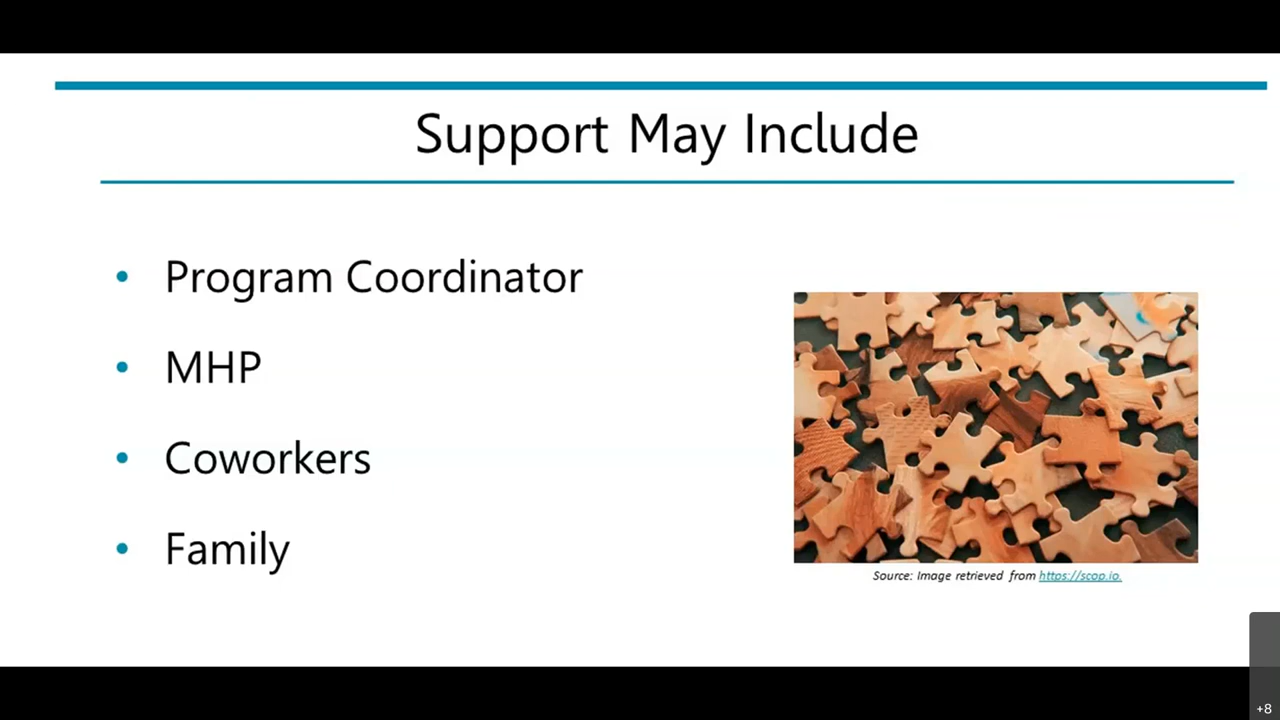 Support May Include
• Program Coordinator
• MHP
• Coworkers
• Family
Source: Image retrieved from https://scop.io.
+8